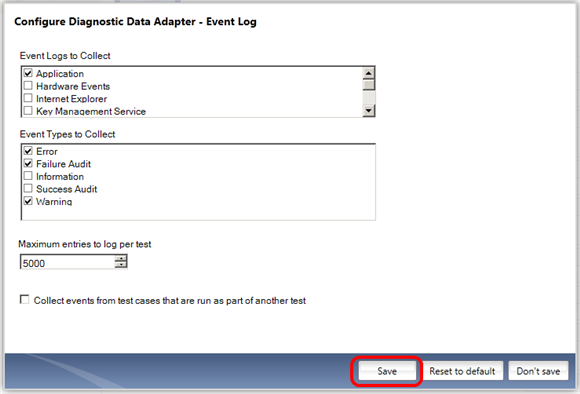 Configure Diagnostic Data Adapter - Event Log
Event Logs to Collect
Application
Hardware Events
Internet Explorer
Key Management Service
Event Types to Collect
Error
Failure Audit
Information
Success Audit
Warning
Maximum entries to log per test
5000
Collect events from test cases that are run as part of another test
Save Reset to default Don't save